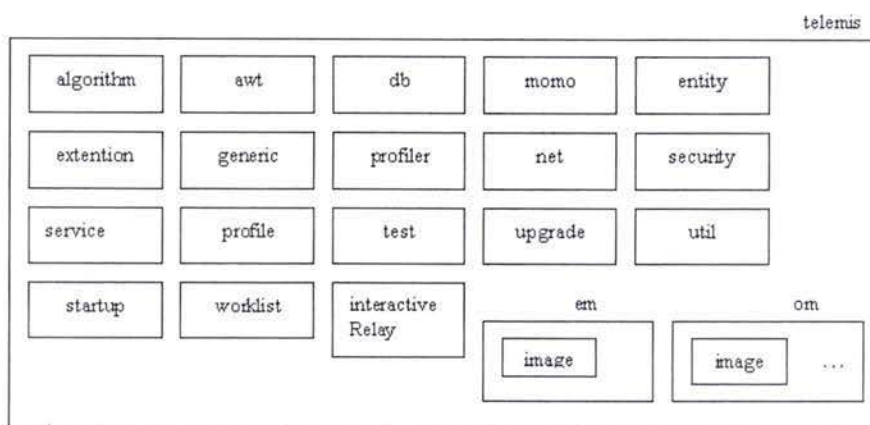 telemis
algorithm awt db momo entity
extention generic profiler net security
service profile test upgrade util
startup worklist interactive Relay em om
image image ...